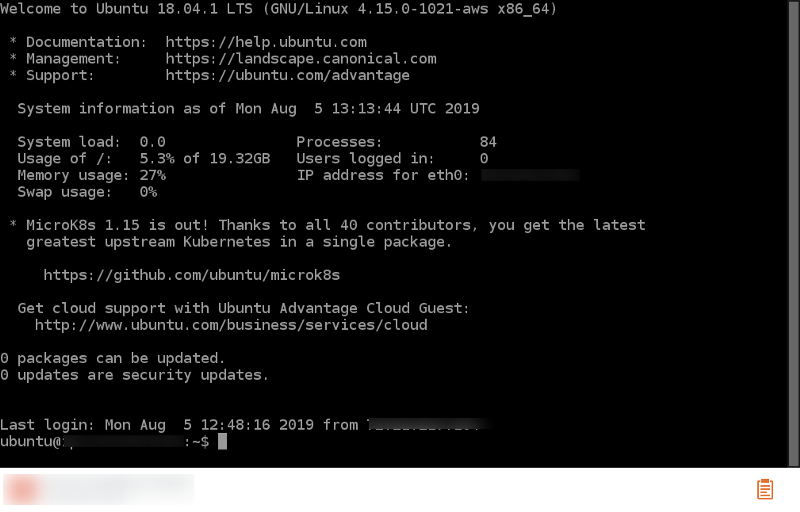 Welcome to Ubuntu 18.04.1 LTS (GNU/Linux 4.15.0-1021-aws x86_64)
* Documentation:  https://help.ubuntu.com
* Management:     https://landscape.canonical.com
* Support:        https://ubuntu.com/advantage
System information as of Mon Aug  5 13:13:44 UTC 2019
System load:  0.0               Processes:           84
Usage of /:   5.3% of 19.32GB   Users logged in:     0
Memory usage: 27%               IP address for eth0:
Swap usage:   0%
* MicroK8s 1.15 is out! Thanks to all 40 contributors, you get the latest
greatest upstream Kubernetes in a single package.
https://github.com/ubuntu/microk8s
Get cloud support with Ubuntu Advantage Cloud Guest:
http://www.ubuntu.com/business/services/cloud
0 packages can be updated.
0 updates are security updates.
Last login: Mon Aug  5 12:48:16 2019 from
ubuntu@ :~$